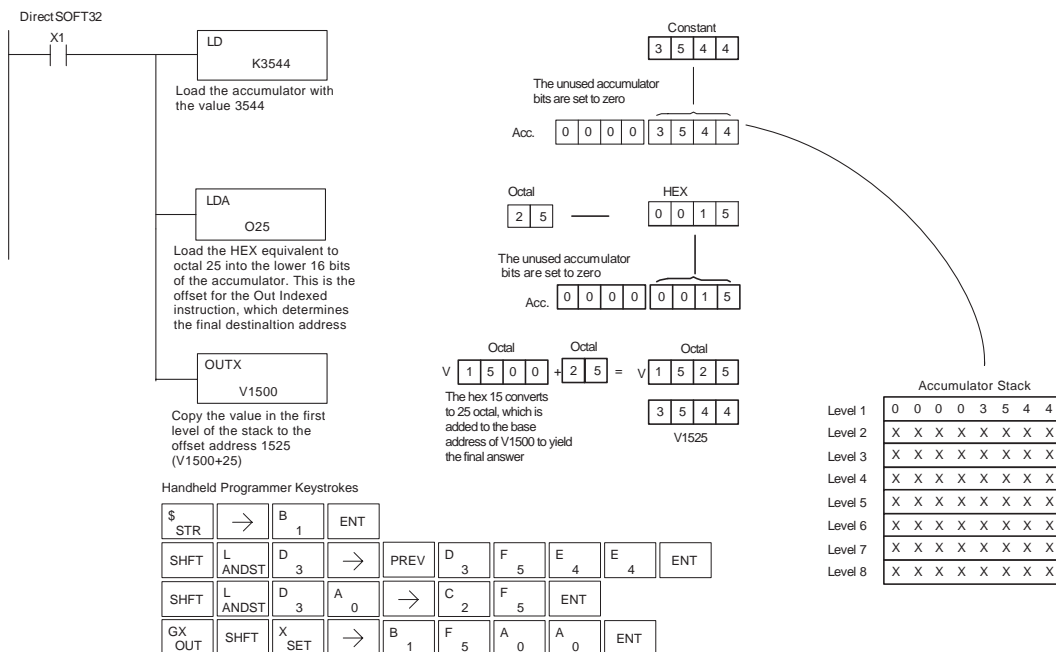 DirectSOFT32
X1
LD
K3544
Load the accumulator with
the value 3544
LDA
O25
Load the HEX equivalent to
octal 25 into the lower 16 bits
of the accumulator. This is the
offset for the Out Indexed
instruction, which determines
the final destinaltion address
OUTX
V1500
Copy the value in the first
level of the stack to the
offset address 1525
(V1500+25)
Constant
3 5 4 4
The unused accumulator
bits are set to zero
Acc. 0 0 0 0 3 5 4 4
Octal HEX
2 5 0 0 1 5
The unused accumulator
bits are set to zero
Acc. 0 0 0 0 0 0 1 5
Octal Octal Octal
V 1 5 0 0 + 2 5 = V 1 5 2 5
The hex 15 converts
to 25 octal, which is
added to the base
address of V1500 to yield
the final answer
3 5 4 4
V1525
Accumulator Stack
Level 1 0 0 0 0 3 5 4 4
Level 2 X X X X X X X X
Level 3 X X X X X X X X
Level 4 X X X X X X X X
Level 5 X X X X X X X X
Level 6 X X X X X X X X
Level 7 X X X X X X X X
Level 8 X X X X X X X X
Handheld Programmer Keystrokes
$ STR → B 1 ENT
SHFT L ANDST D 3 → PREV D 3 F 5 E 4 E 4 ENT
SHFT L ANDST D 3 A 0 → C 2 F 5 ENT
GX OUT SHFT X SET → B 1 F 5 A 0 A 0 ENT